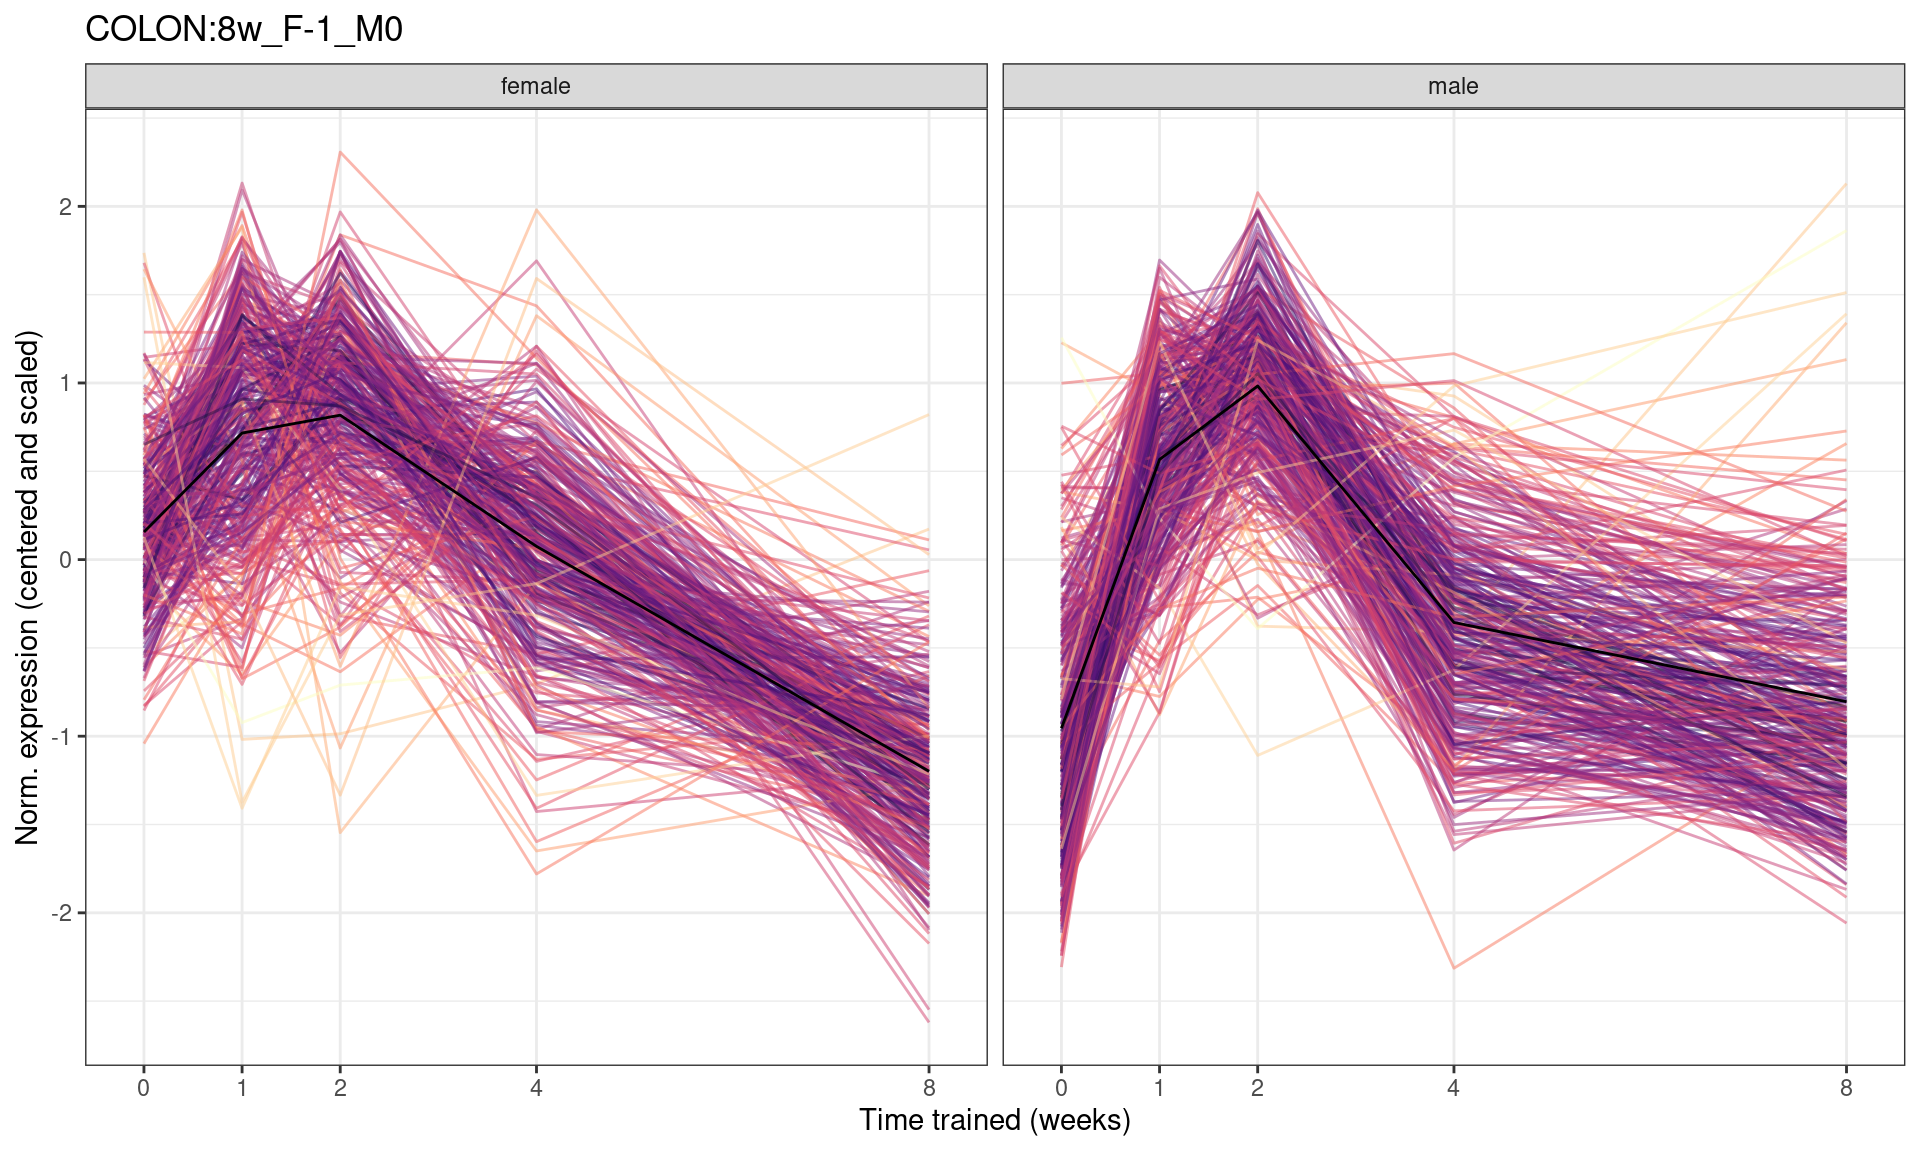 COLON:8w_F-1_M0
female
male
Norm. expression (centered and scaled)
2
1
0
-1
-2
0 1 2 4 8
0 1 2 4 8
Time trained (weeks)